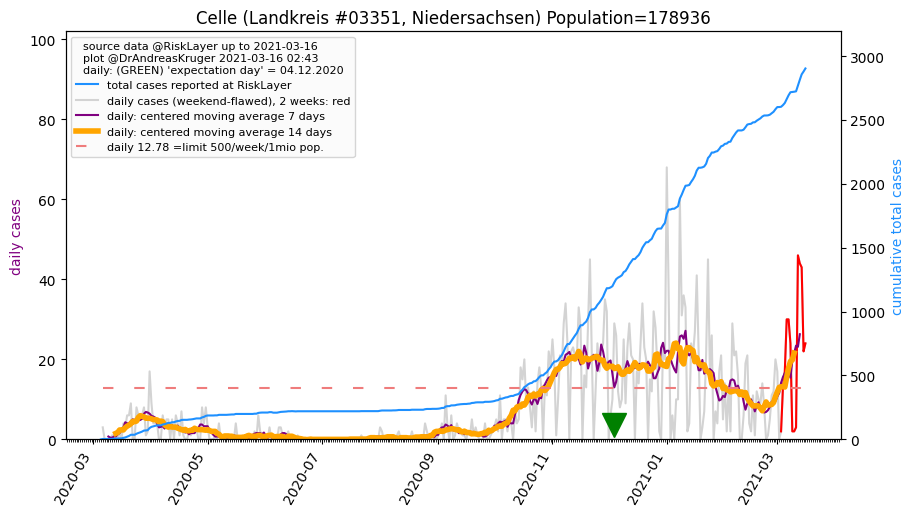 Celle (Landkreis #03351, Niedersachsen) Population=178936
source data @RiskLayer up to 2021-03-16
plot @DrAndreasKruger 2021-03-16 02:43
daily: (GREEN) 'expectation day' = 04.12.2020
total cases reported at RiskLayer
daily cases (weekend-flawed), 2 weeks: red
daily: centered moving average 7 days
daily: centered moving average 14 days
daily 12.78 =limit 500/week/1mio pop.
daily cases
100
80
60
40
20
0
cumulative total cases
3000
2500
2000
1500
1000
500
0
2020-03
2020-05
2020-07
2020-09
2020-11
2021-01
2021-03